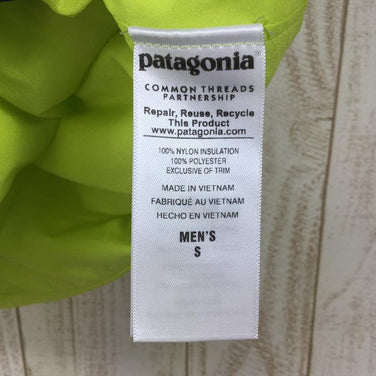 patagonia
COMMON THREADS
PARTNERSHIP
Repair, Reuse, Recycle
This Product
www.patagonia.com
100% NYLON INSULATION
100% POLYESTER
EXCLUSIVE OF TRIM
MADE IN VIETNAM
FABRIQUÉ AU VIETNAM
HECHO EN VIETNAM
MEN'S
S